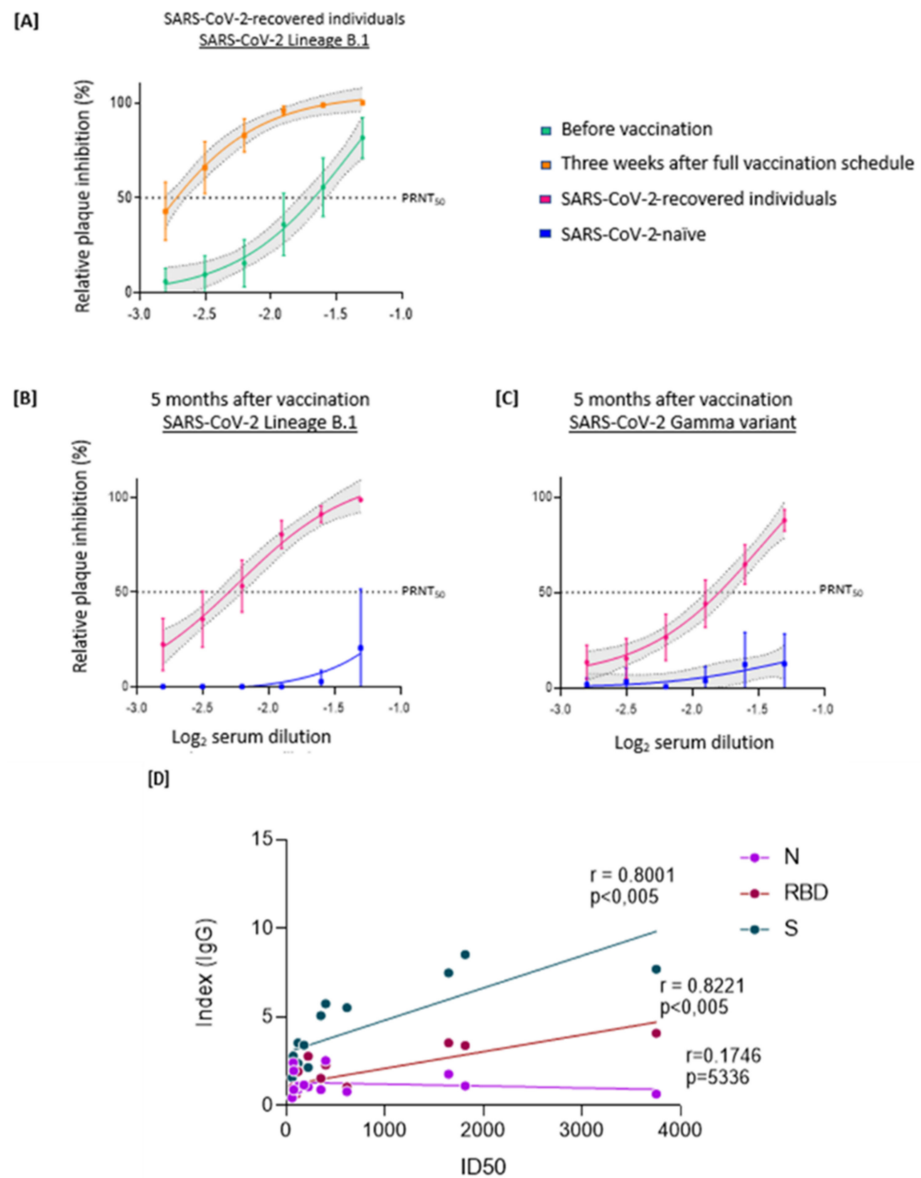 [A]
SARS-CoV-2-recovered individuals
SARS-CoV-2 Lineage B.1
Relative plaque inhibition (%)
100
50
0
PRNT50
-3.0 -2.5 -2.0 -1.5 -1.0
Before vaccination
Three weeks after full vaccination schedule
SARS-CoV-2-recovered individuals
SARS-CoV-2-naïve
[B]
5 months after vaccination
SARS-CoV-2 Lineage B.1
Relative plaque inhibition (%)
100
50
0
PRNT50
-3.0 -2.5 -2.0 -1.5 -1.0
Log2 serum dilution
[C]
5 months after vaccination
SARS-CoV-2 Gamma variant
100
50
0
PRNT50
-3.0 -2.5 -2.0 -1.5 -1.0
Log2 serum dilution
[D]
Index (IgG)
15
10
5
0
0 1000 2000 3000 4000
ID50
r = 0.8001
p<0,005
r = 0.8221
p<0,005
r=0.1746
p=5336
N
RBD
S